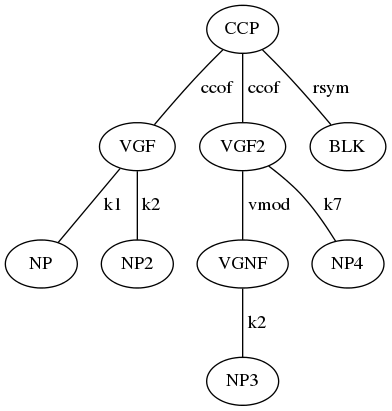 CCP
ccof ccof rsym
VGF VGF2 BLK
k1 k2 vmod k7
NP NP2 VGNF NP4
k2
NP3